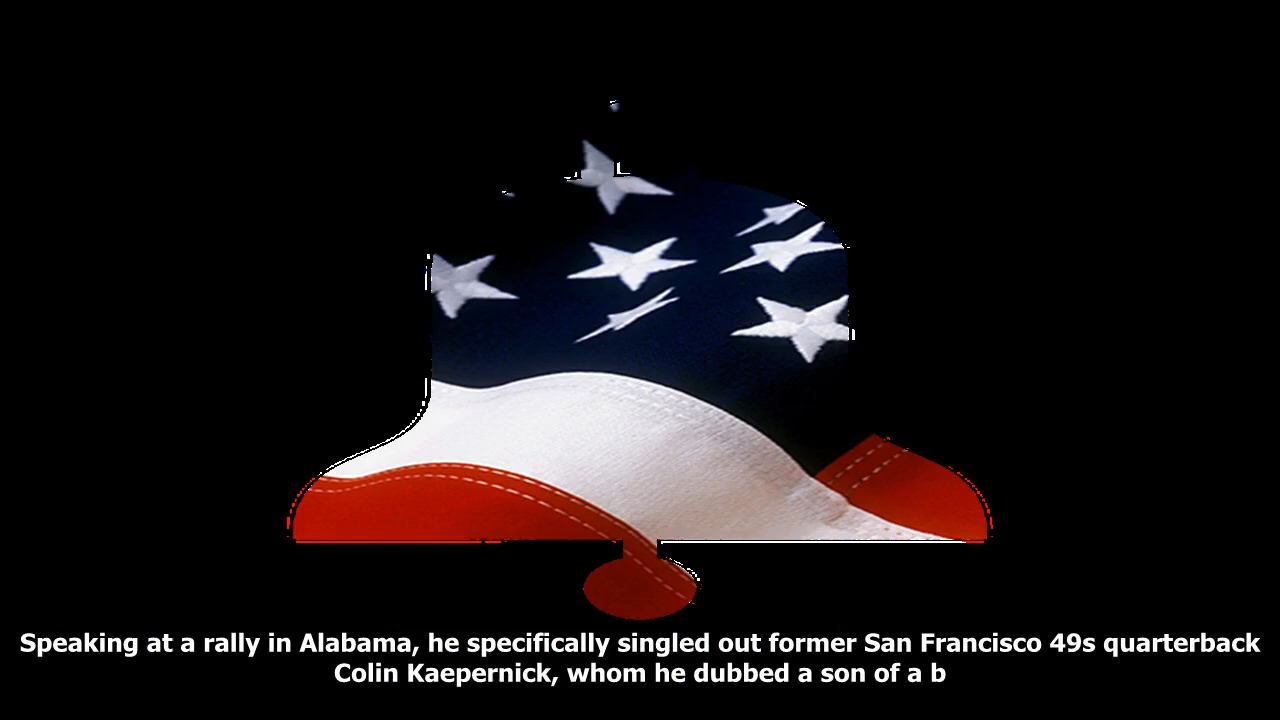 Speaking at a rally in Alabama, he specifically singled out former San Francisco 49s quarterback
Colin Kaepernick, whom he dubbed a son of a b